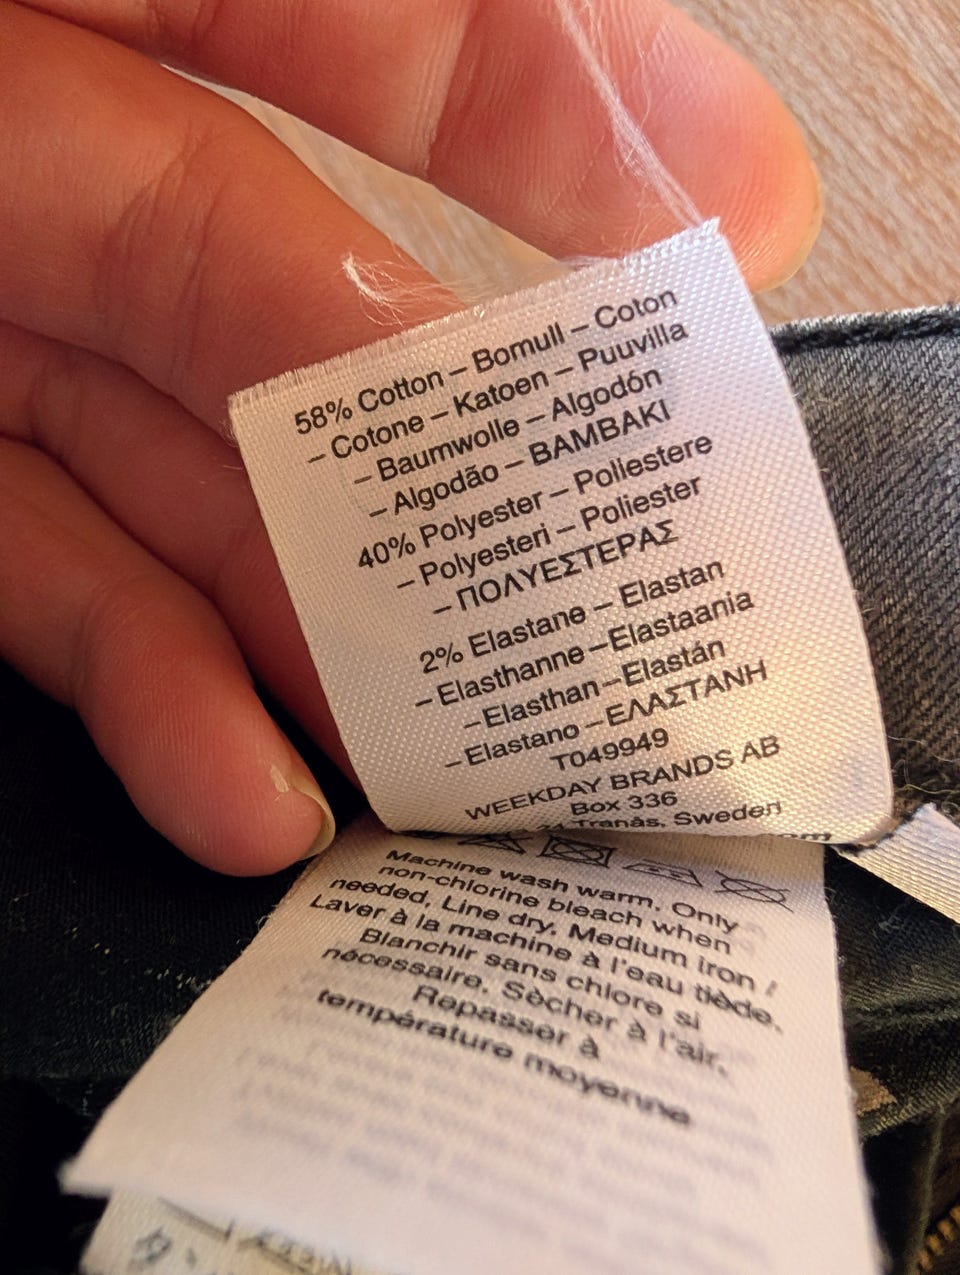 58% Cotton – Bomull – Coton
– Cotone – Katoen – Puuvilla
– Baumwolle – Algodón
– Algodão – BAMBAKI
40% Polyester – Poliestere
– Polyesteri – Poliester
– ΠΟΛΥΕΣΤΕΡΑΣ
2% Elastane – Elastan
– Elasthanne – Elastaania
– Elasthan – Elastán
– Elastano – ΕΛΑΣΤΑΝΗ
T049949
WEEKDAY BRANDS AB
Box 336
Tranås, Sweden
Machine wash warm. Only
non-chlorine bleach when
needed. Line dry. Medium iron /
Laver à la machine à l'eau tiède.
Blanchir sans chlore si
nécessaire. Sècher à l'air.
Repasser à
température moyenne